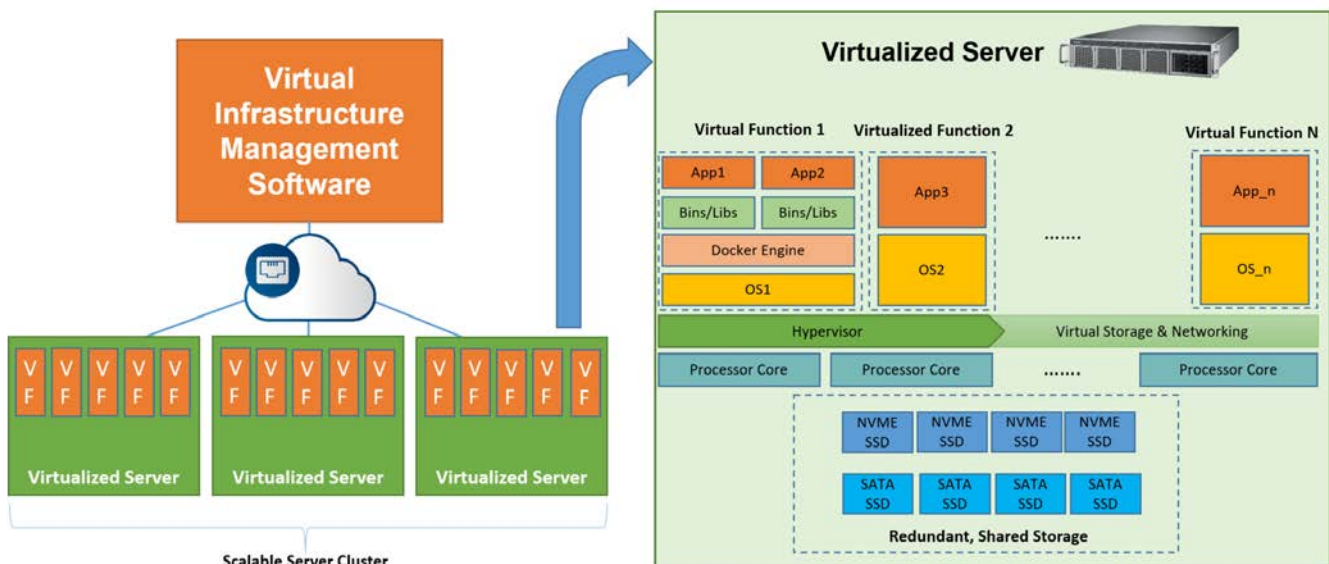 Virtual
Infrastructure
Management
Software
V
F
V
F
V
F
V
F
V
F
Virtualized Server
V
F
V
F
V
F
V
F
V
F
Virtualized Server
V
F
V
F
V
F
V
F
V
F
Virtualized Server
Scalable Server Cluster
Virtualized Server
Virtual Function 1
App1
App2
Bins/Libs
Bins/Libs
Docker Engine
OS1
Virtualized Function 2
App3
OS2
.......
Virtual Function N
App_n
OS_n
Hypervisor
Virtual Storage & Networking
Processor Core
Processor Core
.......
Processor Core
NVME
SSD
NVME
SSD
NVME
SSD
NVME
SSD
SATA
SSD
SATA
SSD
SATA
SSD
SATA
SSD
Redundant, Shared Storage